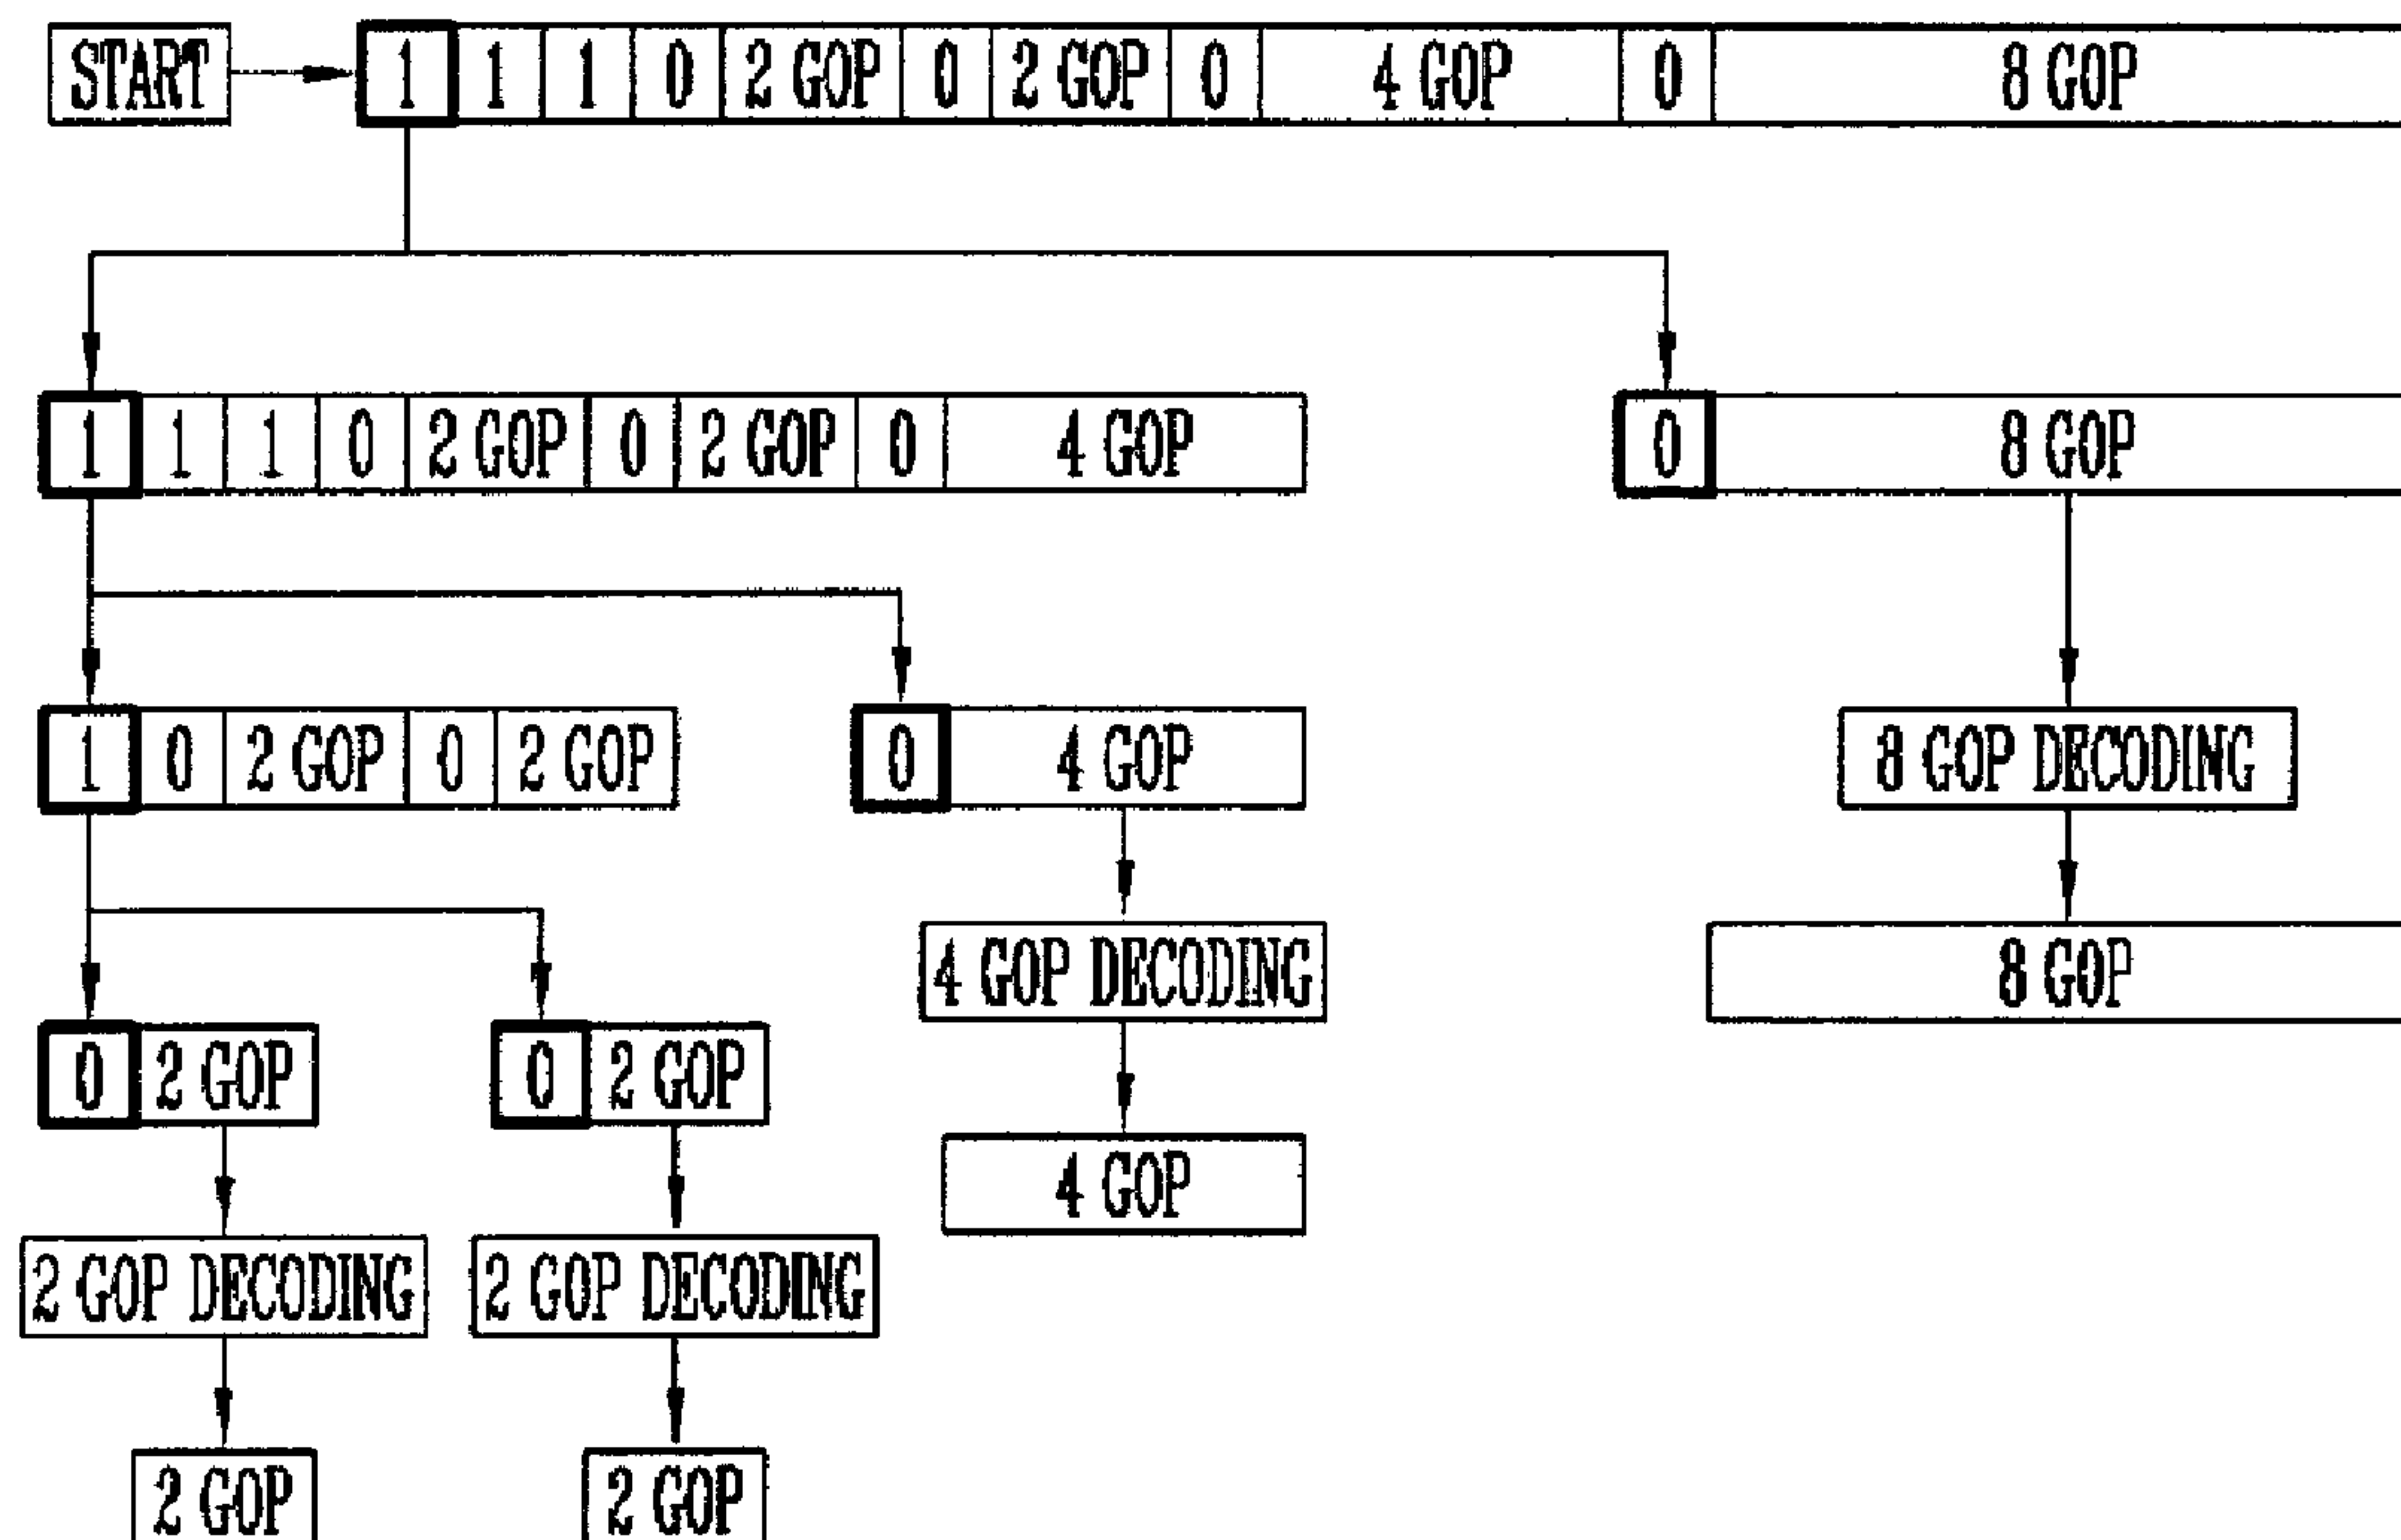 START 1 1 1 0 2 GOP 0 2 GOP 0 4 GOP 0 8 GOP
1 1 1 0 2 GOP 0 2 GOP 0 4 GOP 0 8 GOP
1 0 2 GOP 0 2 GOP 0 4 GOP 8 GOP DECODING
4 GOP DECODING 8 GOP
0 2 GOP 0 2 GOP
4 GOP
2 GOP DECODING 2 GOP DECODING
2 GOP 2 GOP